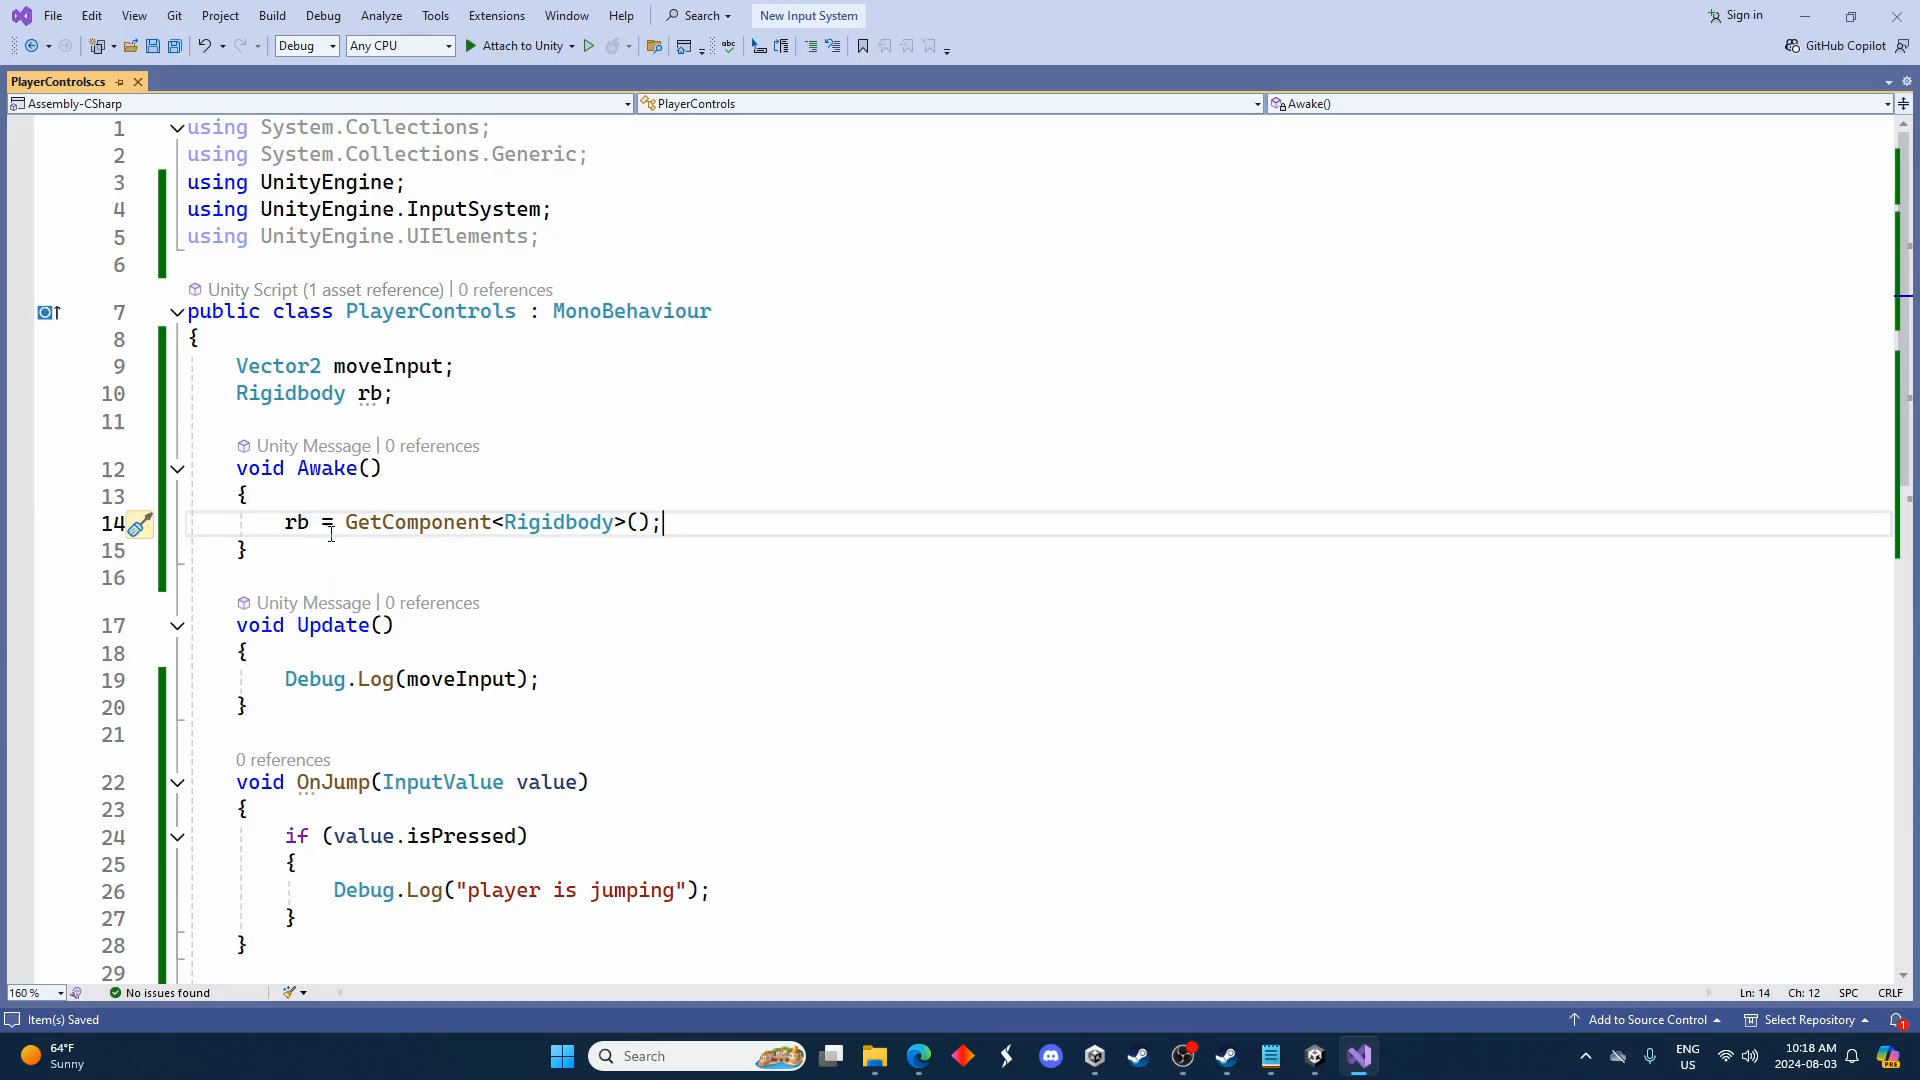 File Edit View Git Project Build Debug Analyze Tools Extensions Window Help Search New Input System Sign in
Debug Any CPU Attach to Unity GitHub Copilot
PlayerControls.cs
Assembly-CSharp PlayerControls Awake()
1 using System.Collections;
2 using System.Collections.Generic;
3 using UnityEngine;
4 using UnityEngine.InputSystem;
5 using UnityEngine.UIElements;
6
Unity Script (1 asset reference) | 0 references
7 public class PlayerControls : MonoBehaviour
8 {
9 Vector2 moveInput;
10 Rigidbody rb;
11
Unity Message | 0 references
12 void Awake()
13 {
14 rb = GetComponent<Rigidbody>();
15 }
16
Unity Message | 0 references
17 void Update()
18 {
19 Debug.Log(moveInput);
20 }
21
0 references
22 void OnJump(InputValue value)
23 {
24 if (value.isPressed)
25 {
26 Debug.Log("player is jumping");
27 }
28 }
29
160 % No issues found Ln: 14 Ch: 12 SPC CRLF
Item(s) Saved Add to Source Control Select Repository 1
64°F
Sunny
Search
ENG
US
10:18 AM
2024-08-03
PRE